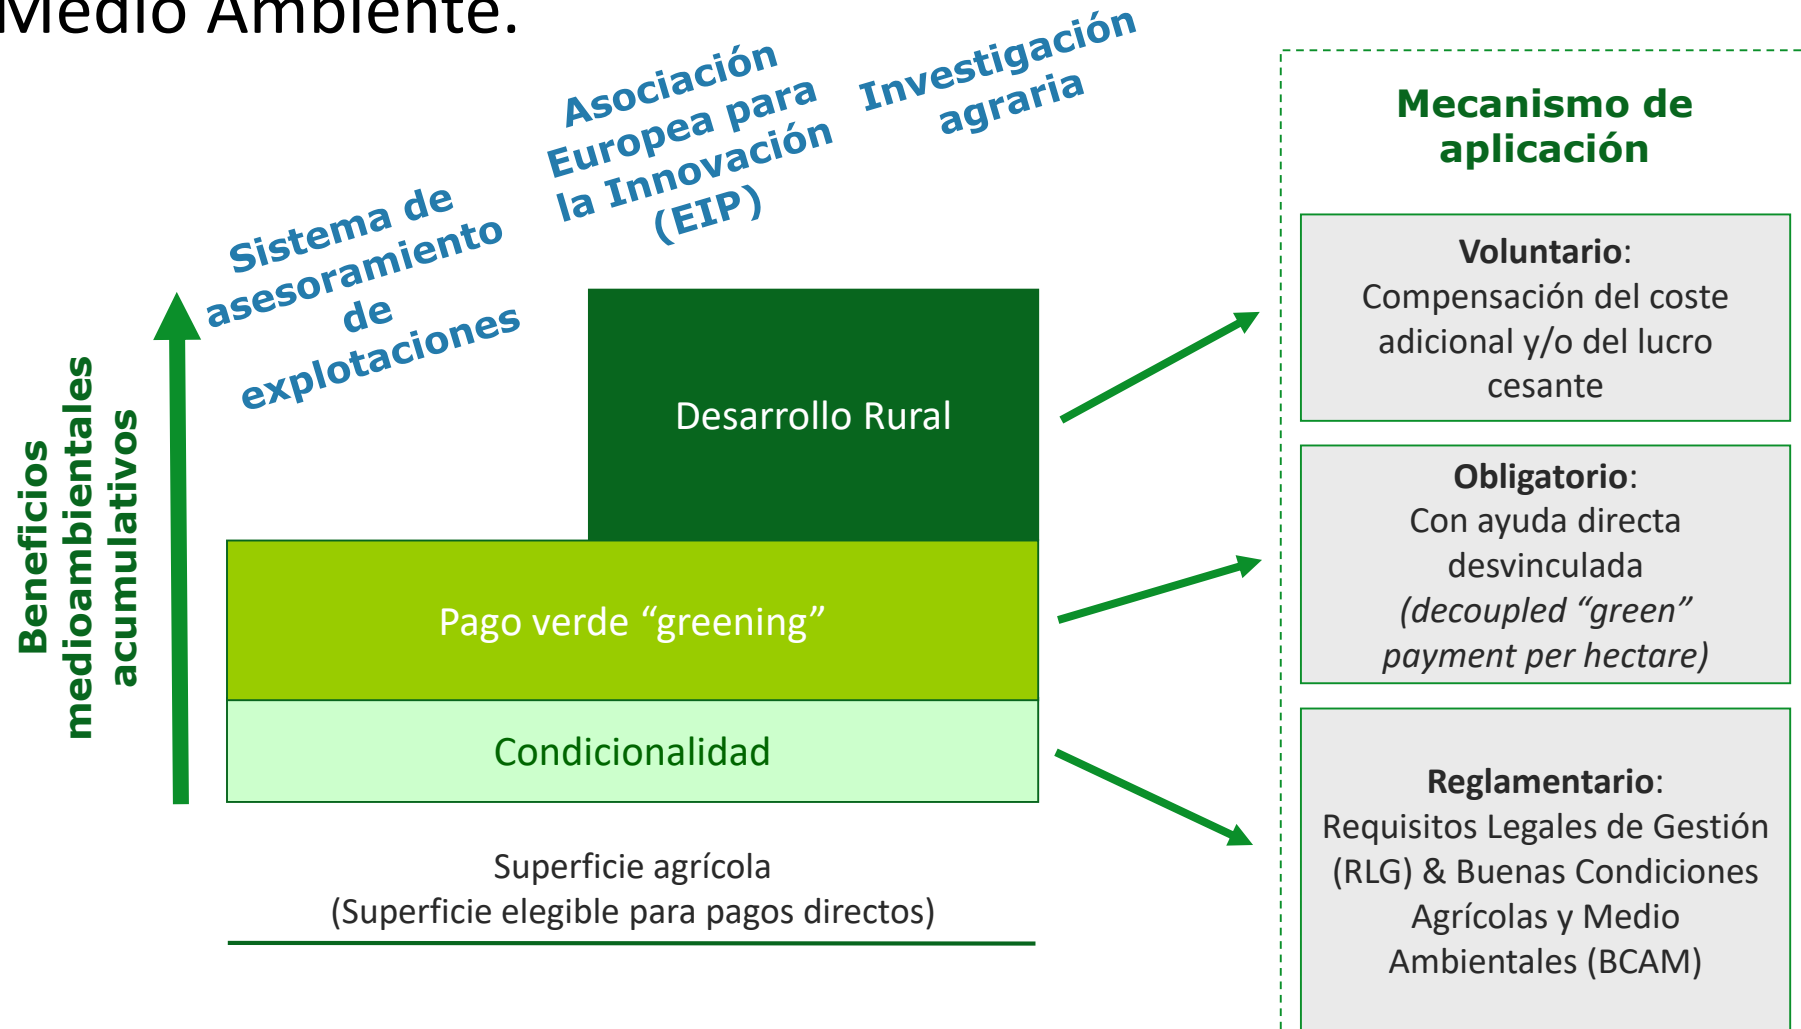 Medio Ambiente.
Sistema de
asesoramiento
de
explotaciones
Asociación
Europea para
la Innovación
(EIP)
Investigación
agraria
Beneficios
medioambientales
acumulativos
Desarrollo Rural
Pago verde “greening”
Condicionalidad
Superficie agrícola
(Superficie elegible para pagos directos)
Mecanismo de
aplicación
Voluntario:
Compensación del coste
adicional y/o del lucro
cesante
Obligatorio:
Con ayuda directa
desvinculada
(decoupled “green”
payment per hectare)
Reglamentario:
Requisitos Legales de Gestión
(RLG) & Buenas Condiciones
Agrícolas y Medio
Ambientales (BCAM)